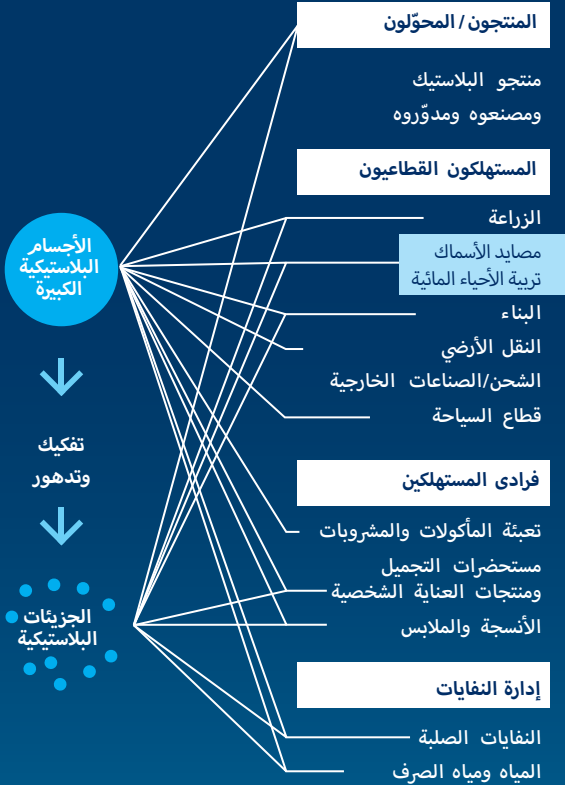 المنتجون/المحوّلون
منتجو البلاستيك
ومصنعوه ومدوّروه
المستهلكون القطاعيون
الزراعة
مصايد الأسماك
تربية الأحياء المائية
البناء
النقل الأرضي
الشحن/الصناعات الخارجية
قطاع السياحة
فرادى المستهلكين
تعبئة المأكولات والمشروبات
مستحضرات التجميل
ومنتجات العناية الشخصية
الأنسجة والملابس
إدارة النفايات
النفايات الصلبة
المياه ومياه الصرف
الأجسام
البلاستيكية
الكبيرة
تفكيك
وتدهور
الجزيئات
البلاستيكية